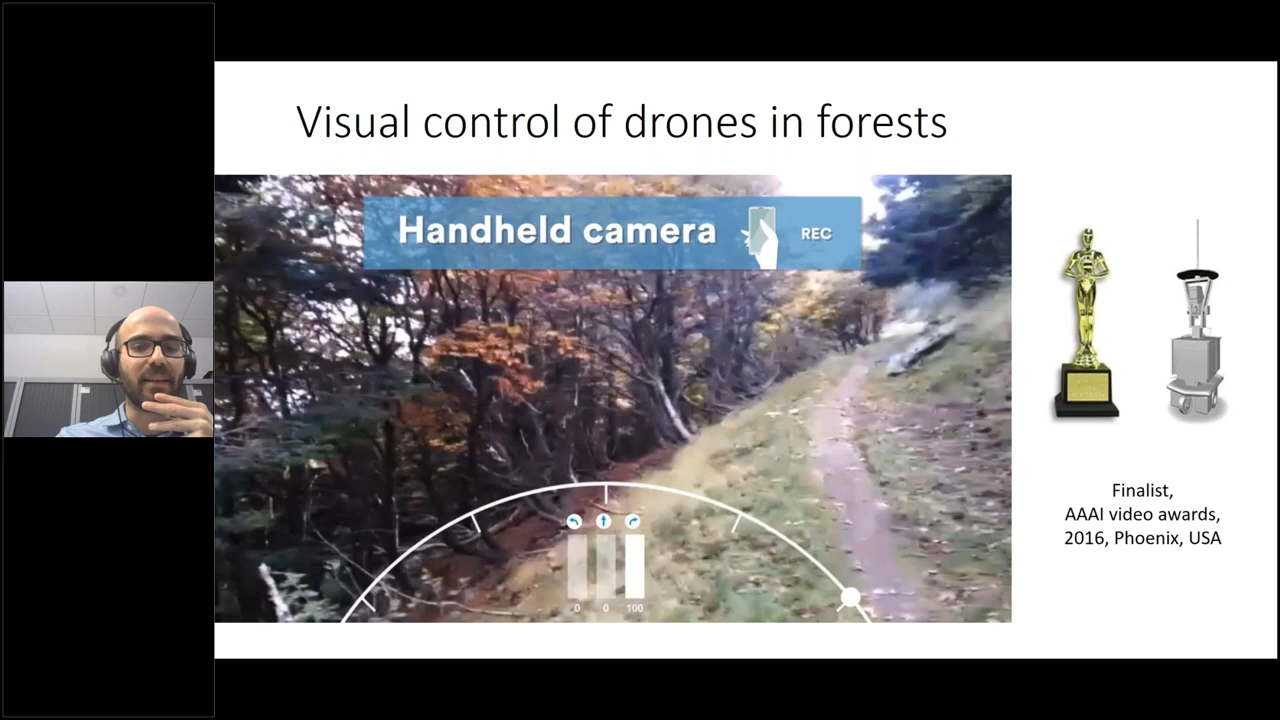 Visual control of drones in forests
Handheld camera
REC
0 0 100
Finalist,
AAAI video awards,
2016, Phoenix, USA